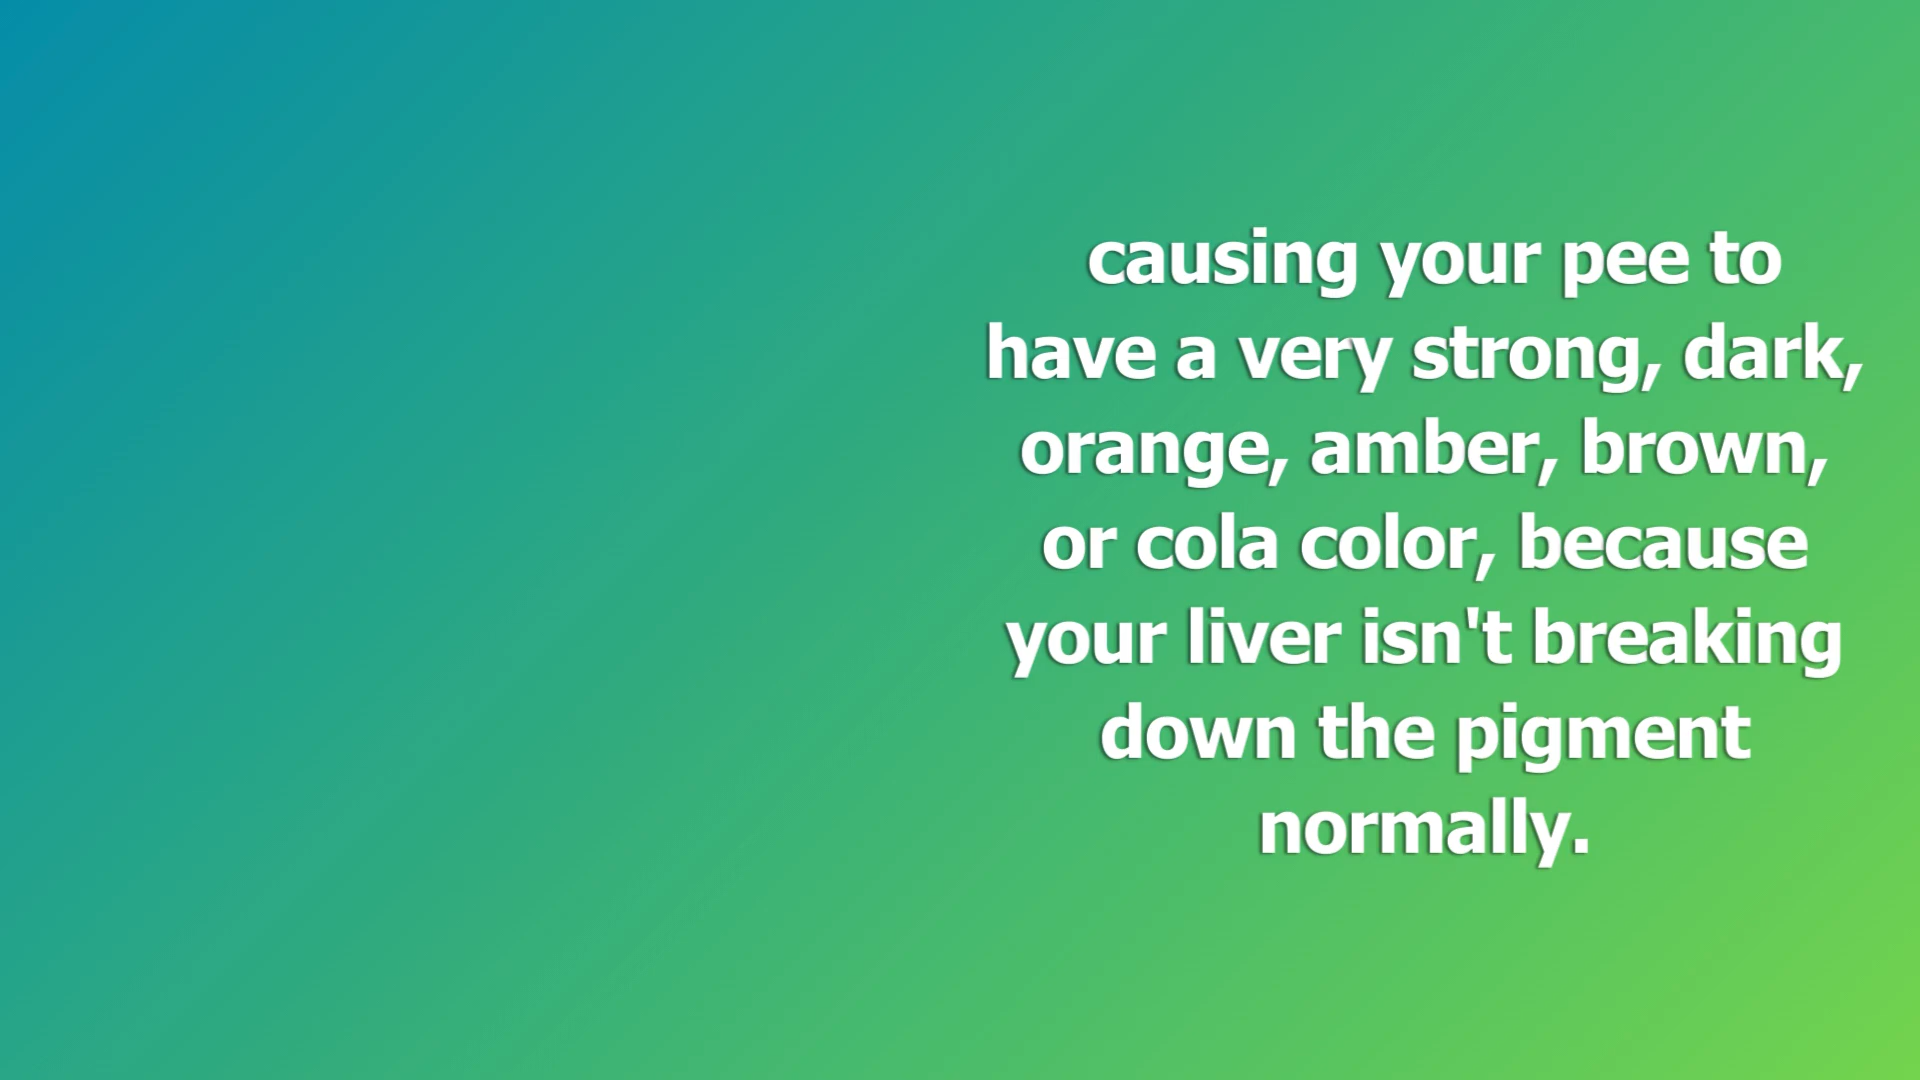 causing your pee to
have a very strong, dark,
orange, amber, brown,
or cola color, because
your liver isn't breaking
down the pigment
normally.